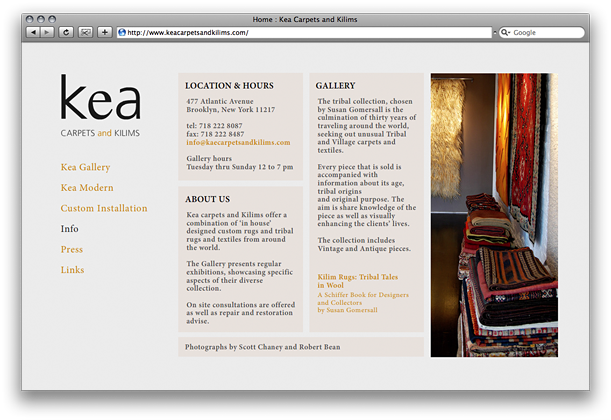 Home : Kea Carpets and Kilims
http://www.keacarpetsandkilims.com/
Google
kea
CARPETS and KILIMS
Kea Gallery
Kea Modern
Custom Installation
Info
Press
Links
LOCATION & HOURS
477 Atlantic Avenue
Brooklyn, New York 11217
tel: 718 222 8087
fax: 718 222 8487
info@kaecarpetsandkilims.com
Gallery hours
Tuesday thru Sunday 12 to 7 pm
ABOUT US
Kea carpets and Kilims offer a
combination of 'in house'
designed custom rugs and tribal
rugs and textiles from around
the world.
The Gallery presents regular
exhibitions, showcasing specific
aspects of their diverse
collection.
On site consultations are offered
as well as repair and restoration
advise.
GALLERY
The tribal collection, chosen
by Susan Gomersall is the
culmination of thirty years of
traveling around the world,
seeking out unusual Tribal
and Village carpets and
textiles.
Every piece that is sold is
accompanied with
information about its age,
tribal origins
and original purpose. The
aim is share knowledge of the
piece as well as visually
enhancing the clients' lives.
The collection includes
Vintage and Antique pieces.
Kilim Rugs: Tribal Tales
in Wool
A Schiffer Book for Designers
and Collectors
by Susan Gomersall
Photographs by Scott Chaney and Robert Bean